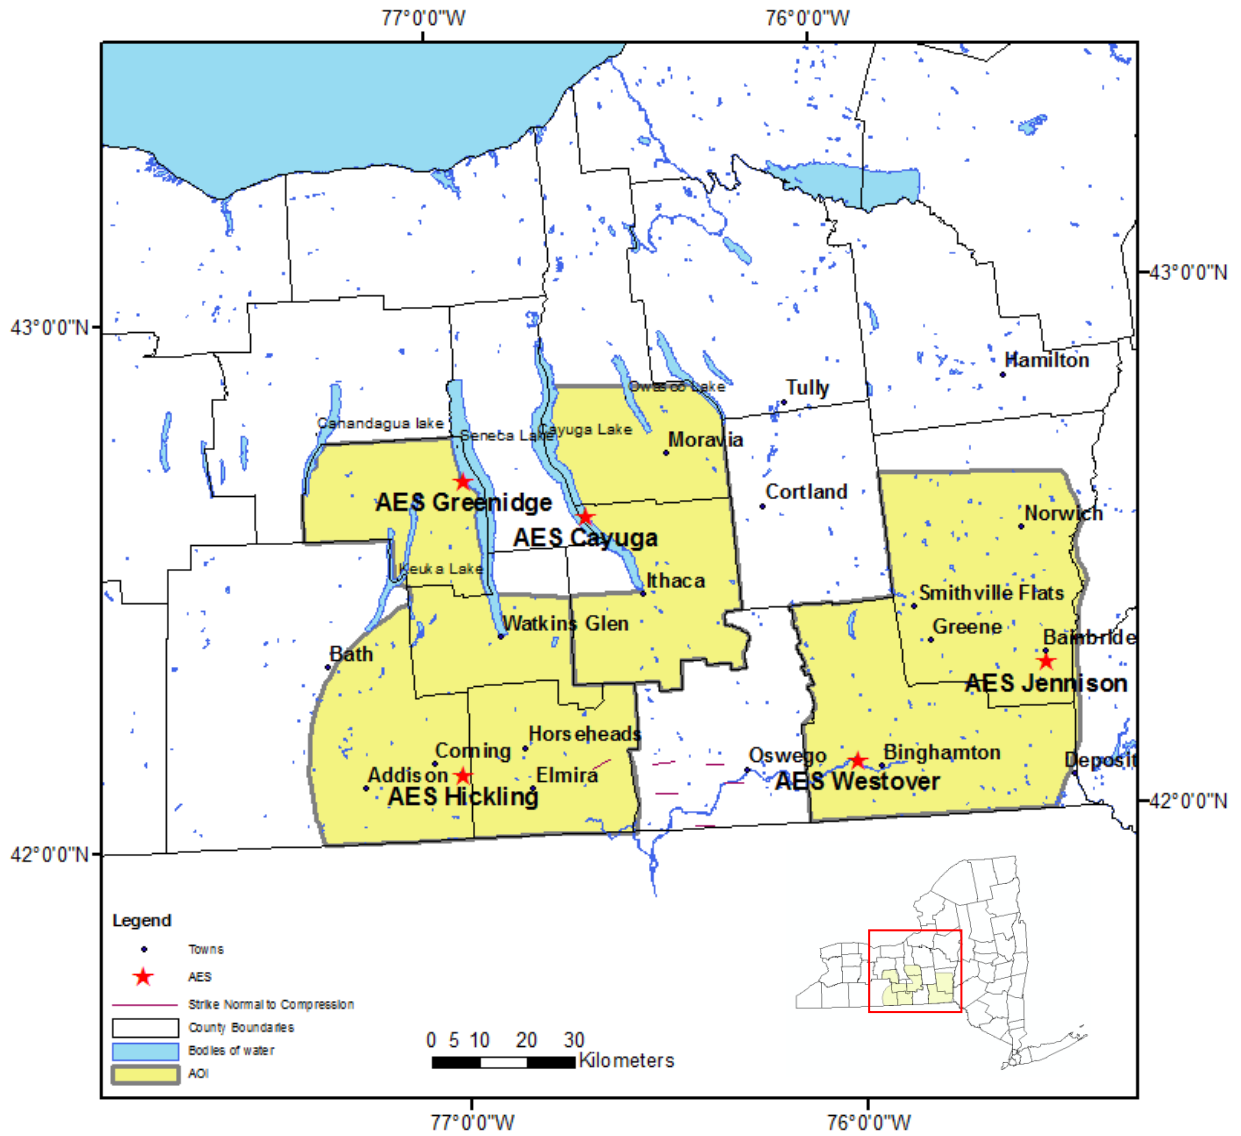 77°0'0"W
76°0'0"W
43°0'0"N
43°0'0"N
Hamilton
Owasco Lake
Tully
Canandagua lake
Seneca Lake
Cayuga Lake
Moravia
AES Greenidge
Cortland
Norwich
AES Cayuga
Keuka Lake
Ithaca
Smithville Flats
Watkins Glen
Greene
Bainbride
Bath
AES Jennison
Horseheads
Corning
Oswego
Binghamton
Deposit
Addison
Elmira
AES Westover
AES Hickling
42°0'0"N
42°0'0"N
Legend
Towns
AES
Strike Normal to Compression
County Boundaries
Bodies of water
AOI
0 5 10 20 30
Kilometers
77°0'0"W
76°0'0"W